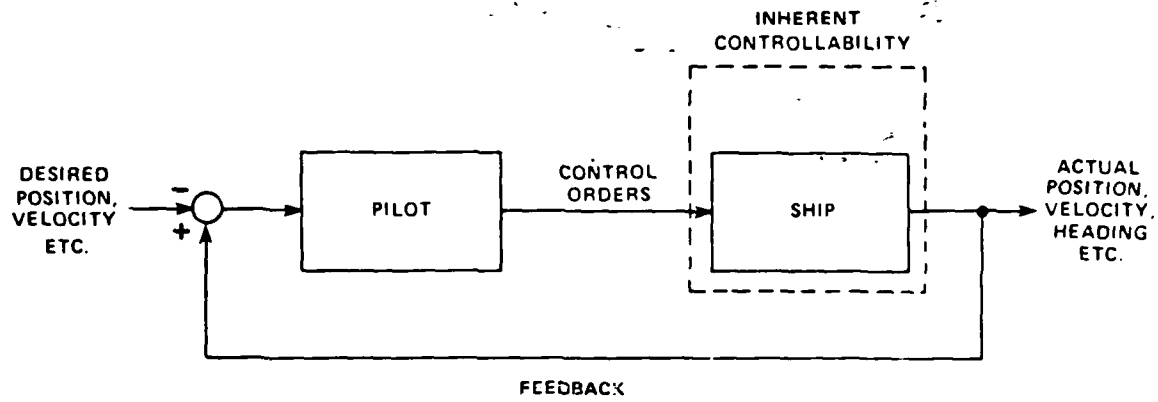 INHERENT
CONTROLLABILITY
DESIRED
POSITION,
VELOCITY
ETC.
−
+
PILOT
CONTROL
ORDERS
SHIP
ACTUAL
POSITION,
VELOCITY,
HEADING
ETC.
FEEDBACK